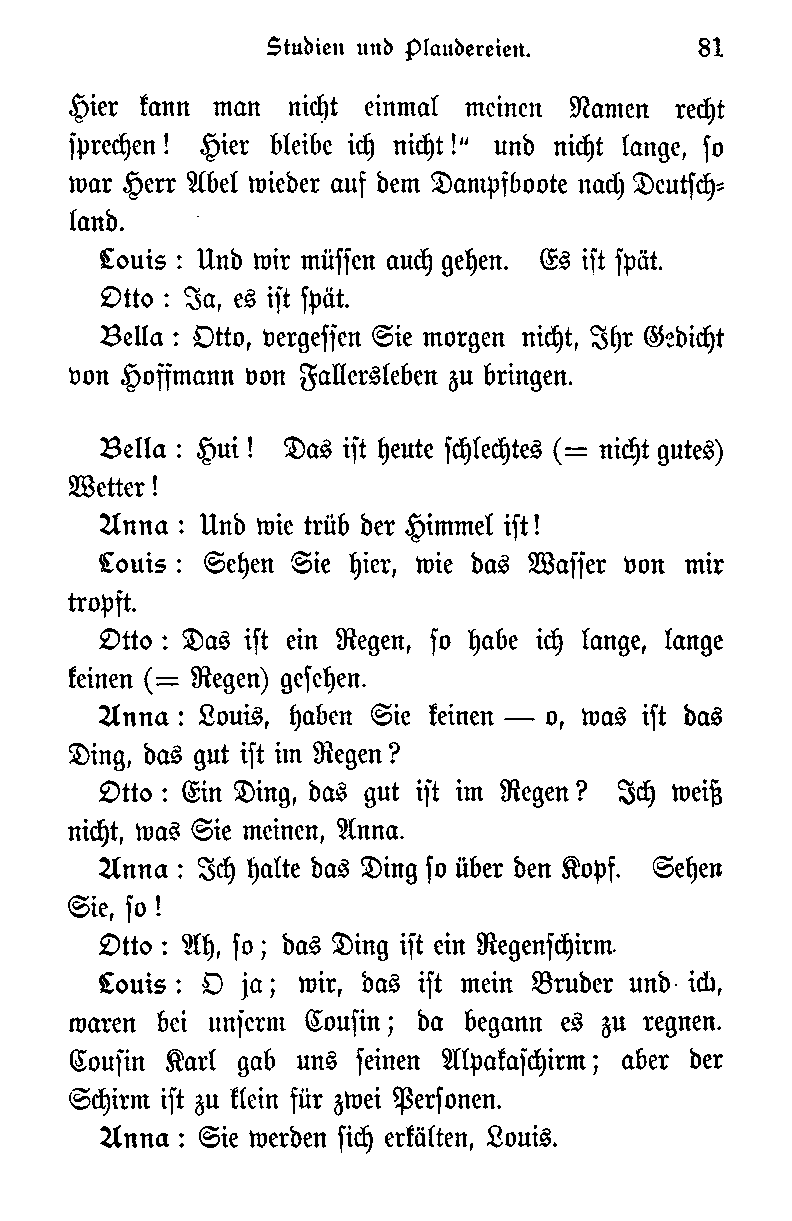 Studien und Plaudereien. 81
Hier kann man nicht einmal meinen Namen recht
sprechen! Hier bleibe ich nicht!“ und nicht lange, so
war Herr Abel wieder auf dem Dampfboote nach Deutsch-
land.
Louis: Und wir müssen auch gehen. Es ist spät.
Otto: Ja, es ist spät.
Bella: Otto, vergessen Sie morgen nicht, Ihr Gedicht
von Hoffmann von Fallersleben zu bringen.
Bella: Hui! Das ist heute schlechtes (= nicht gutes)
Wetter!
Anna: Und wie trüb der Himmel ist!
Louis: Sehen Sie hier, wie das Wasser von mir
tropft.
Otto: Das ist ein Regen, so habe ich lange, lange
keinen (= Regen) gesehen.
Anna: Louis, haben Sie keinen — o, was ist das
Ding, das gut ist im Regen?
Otto: Ein Ding, das gut ist im Regen? Ich weiß
nicht, was Sie meinen, Anna.
Anna: Ich halte das Ding so über den Kopf. Sehen
Sie, so!
Otto: Ah, so; das Ding ist ein Regenschirm.
Louis: O ja; wir, das ist mein Bruder und ich,
waren bei unserm Cousin; da begann es zu regnen.
Cousin Karl gab uns seinen Alpakaschirm; aber der
Schirm ist zu klein für zwei Personen.
Anna: Sie werden sich erkälten, Louis.